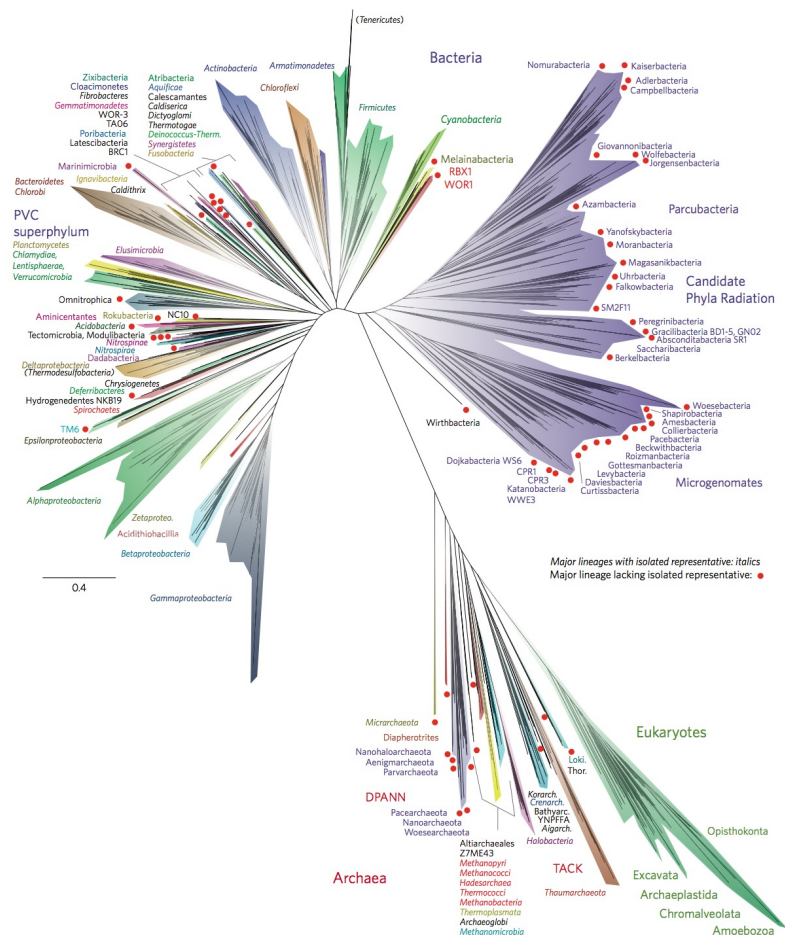 (Tenericutes)
Bacteria
Actinobacteria
Armatimonadetes
Chloroflexi
Firmicutes
Cyanobacteria
Melainabacteria
RBX1
WOR1
Zixibacteria
Cloacimonetes
Fibrobacteres
Gemmatimonadetes
WOR-3
TA06
Poribacteria
Latescibacteria
BRC1
Atribacteria
Aquificae
Calescamantes
Caldiserica
Dictyoglomi
Thermotogae
Deinococcus-Therm.
Synergistetes
Fusobacteria
Marinimicrobia
Ignavibacteria
Bacteroidetes
Chlorobi
Caldithrix
PVC
superphylum
Planctomycetes
Chlamydiae,
Lentisphaerae,
Verrucomicrobia
Elusimicrobia
Omnitrophica
Aminicentantes
Rokubacteria
NC10
Acidobacteria
Tectomicrobia, Modulibacteria
Nitrospinae
Nitrospirae
Dadabacteria
Deltaprotebacteria
(Thermodesulfobacteria)
Chrysiogenetes
Deferribacteres
Hydrogenedentes NKB19
Spirochaetes
TM6
Epsilonproteobacteria
Alphaproteobacteria
Zetaproteo.
Acidithiobacillia
Betaproteobacteria
Gammaproteobacteria
0.4
Nomurabacteria
Kaiserbacteria
Adlerbacteria
Campbellbacteria
Giovannonibacteria
Wolfebacteria
Jorgensenbacteria
Azambacteria
Parcubacteria
Yanofskybacteria
Moranbacteria
Magasanikbacteria
Uhrbacteria
Falkowbacteria
Candidate
Phyla Radiation
SM2F11
Peregrinibacteria
Gracilibacteria BD1-5, GN02
Absconditabacteria SR1
Saccharibacteria
Berkelbacteria
Wirthbacteria
Woesebacteria
Shapirobacteria
Amesbacteria
Collierbacteria
Pacebacteria
Beckwithbacteria
Roizmanbacteria
Gottesmanbacteria
Levybacteria
Daviesbacteria
Curtissbacteria
Microgenomates
Dojkabacteria WS6
CPR1
CPR3
Katanobacteria
WWE3
Major lineages with isolated representative: italics
Major lineage lacking isolated representative:
Micrarchaeota
Diapherotrites
Nanohaloarchaeota
Aenigmarchaeota
Parvarchaeota
DPANN
Pacearchaeota
Nanoarchaeota
Woesearchaeota
Archaea
Altiarchaeales
Z7ME43
Methanopyri
Methanococci
Hadesarchaea
Thermococci
Methanobacteria
Thermoplasmata
Archaeoglobi
Methanomicrobia
Halobacteria
Korarch.
Crenarch.
Bathyarc.
YNPFFA
Aigarch.
TACK
Thaumarchaeota
Loki.
Thor.
Eukaryotes
Opisthokonta
Excavata
Archaeplastida
Chromalveolata
Amoebozoa